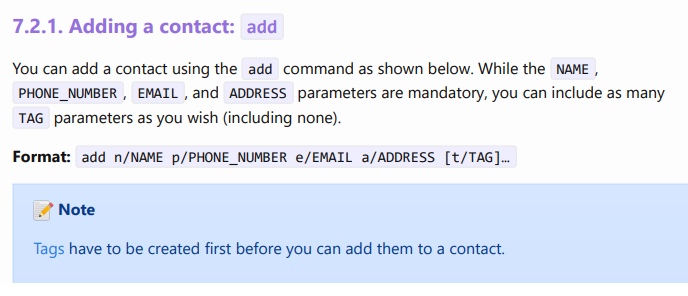 7.2.1. Adding a contact: add
You can add a contact using the add command as shown below. While the NAME,
PHONE_NUMBER, EMAIL, and ADDRESS parameters are mandatory, you can include as many
TAG parameters as you wish (including none).
Format: add n/NAME p/PHONE_NUMBER e/EMAIL a/ADDRESS [t/TAG]…
📝 Note
Tags have to be created first before you can add them to a contact.